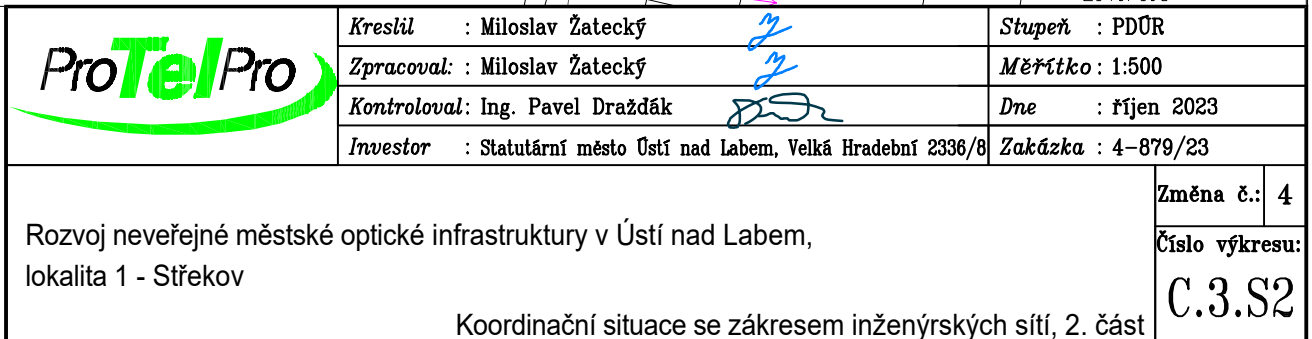 ProTelPro
Kreslil : Miloslav Žatecký
Stupeň : PDÚR
Zpracoval: : Miloslav Žatecký
Měřítko : 1:500
Kontroloval: Ing. Pavel Dražďák
Dne : říjen 2023
Investor : Statutární město Ústí nad Labem, Velká Hradební 2336/8
Zakázka : 4-879/23
Změna č.: 4
Rozvoj neveřejné městské optické infrastruktury v Ústí nad Labem,
lokalita 1 - Střekov
Číslo výkresu:
C.3.S2
Koordinační situace se zákresem inženýrských sítí, 2. část